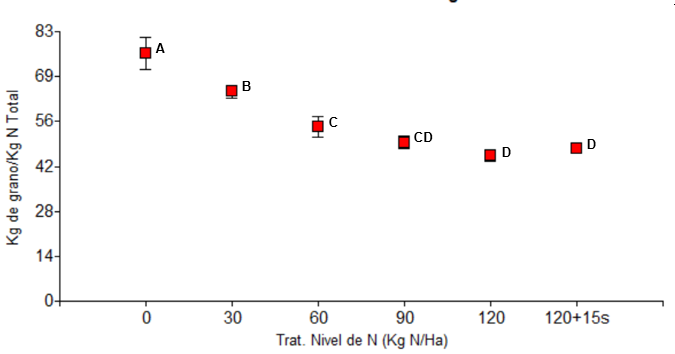 83
69
56
42
28
14
0
Kg de grano/Kg N Total
A
B
C
CD
D
D
0 30 60 90 120 120+15s
Trat. Nivel de N (Kg N/Ha)